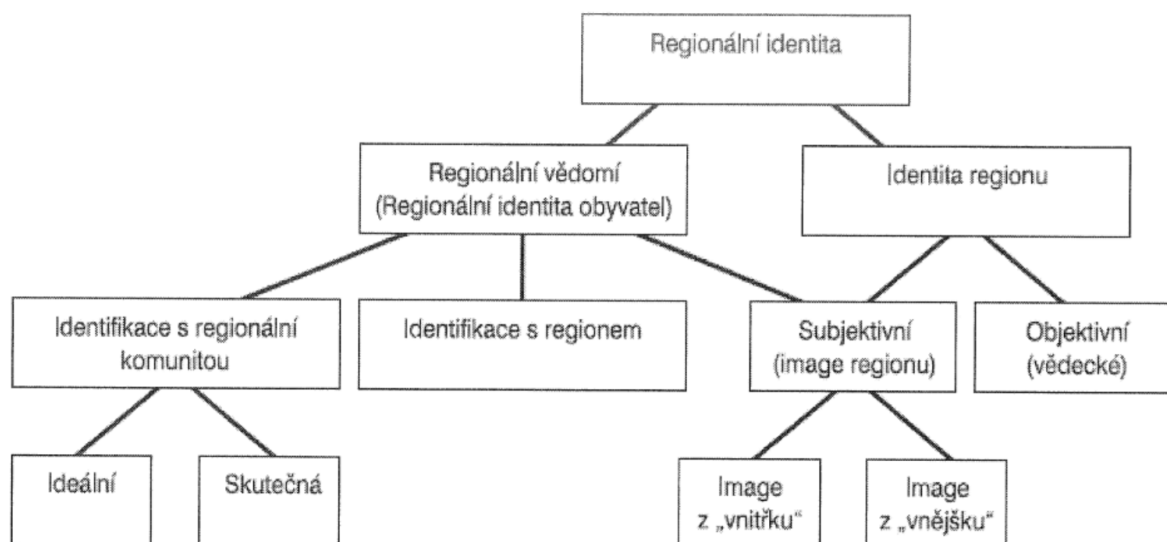 Regionální identita
Regionální vědomí
(Regionální identita obyvatel)
Identita regionu
Identifikace s regionální
komunitou
Identifikace s regionem
Subjektivní
(image regionu)
Objektivní
(vědecké)
Ideální
Skutečná
Image
z „vnitřku“
Image
z „vnějšku“